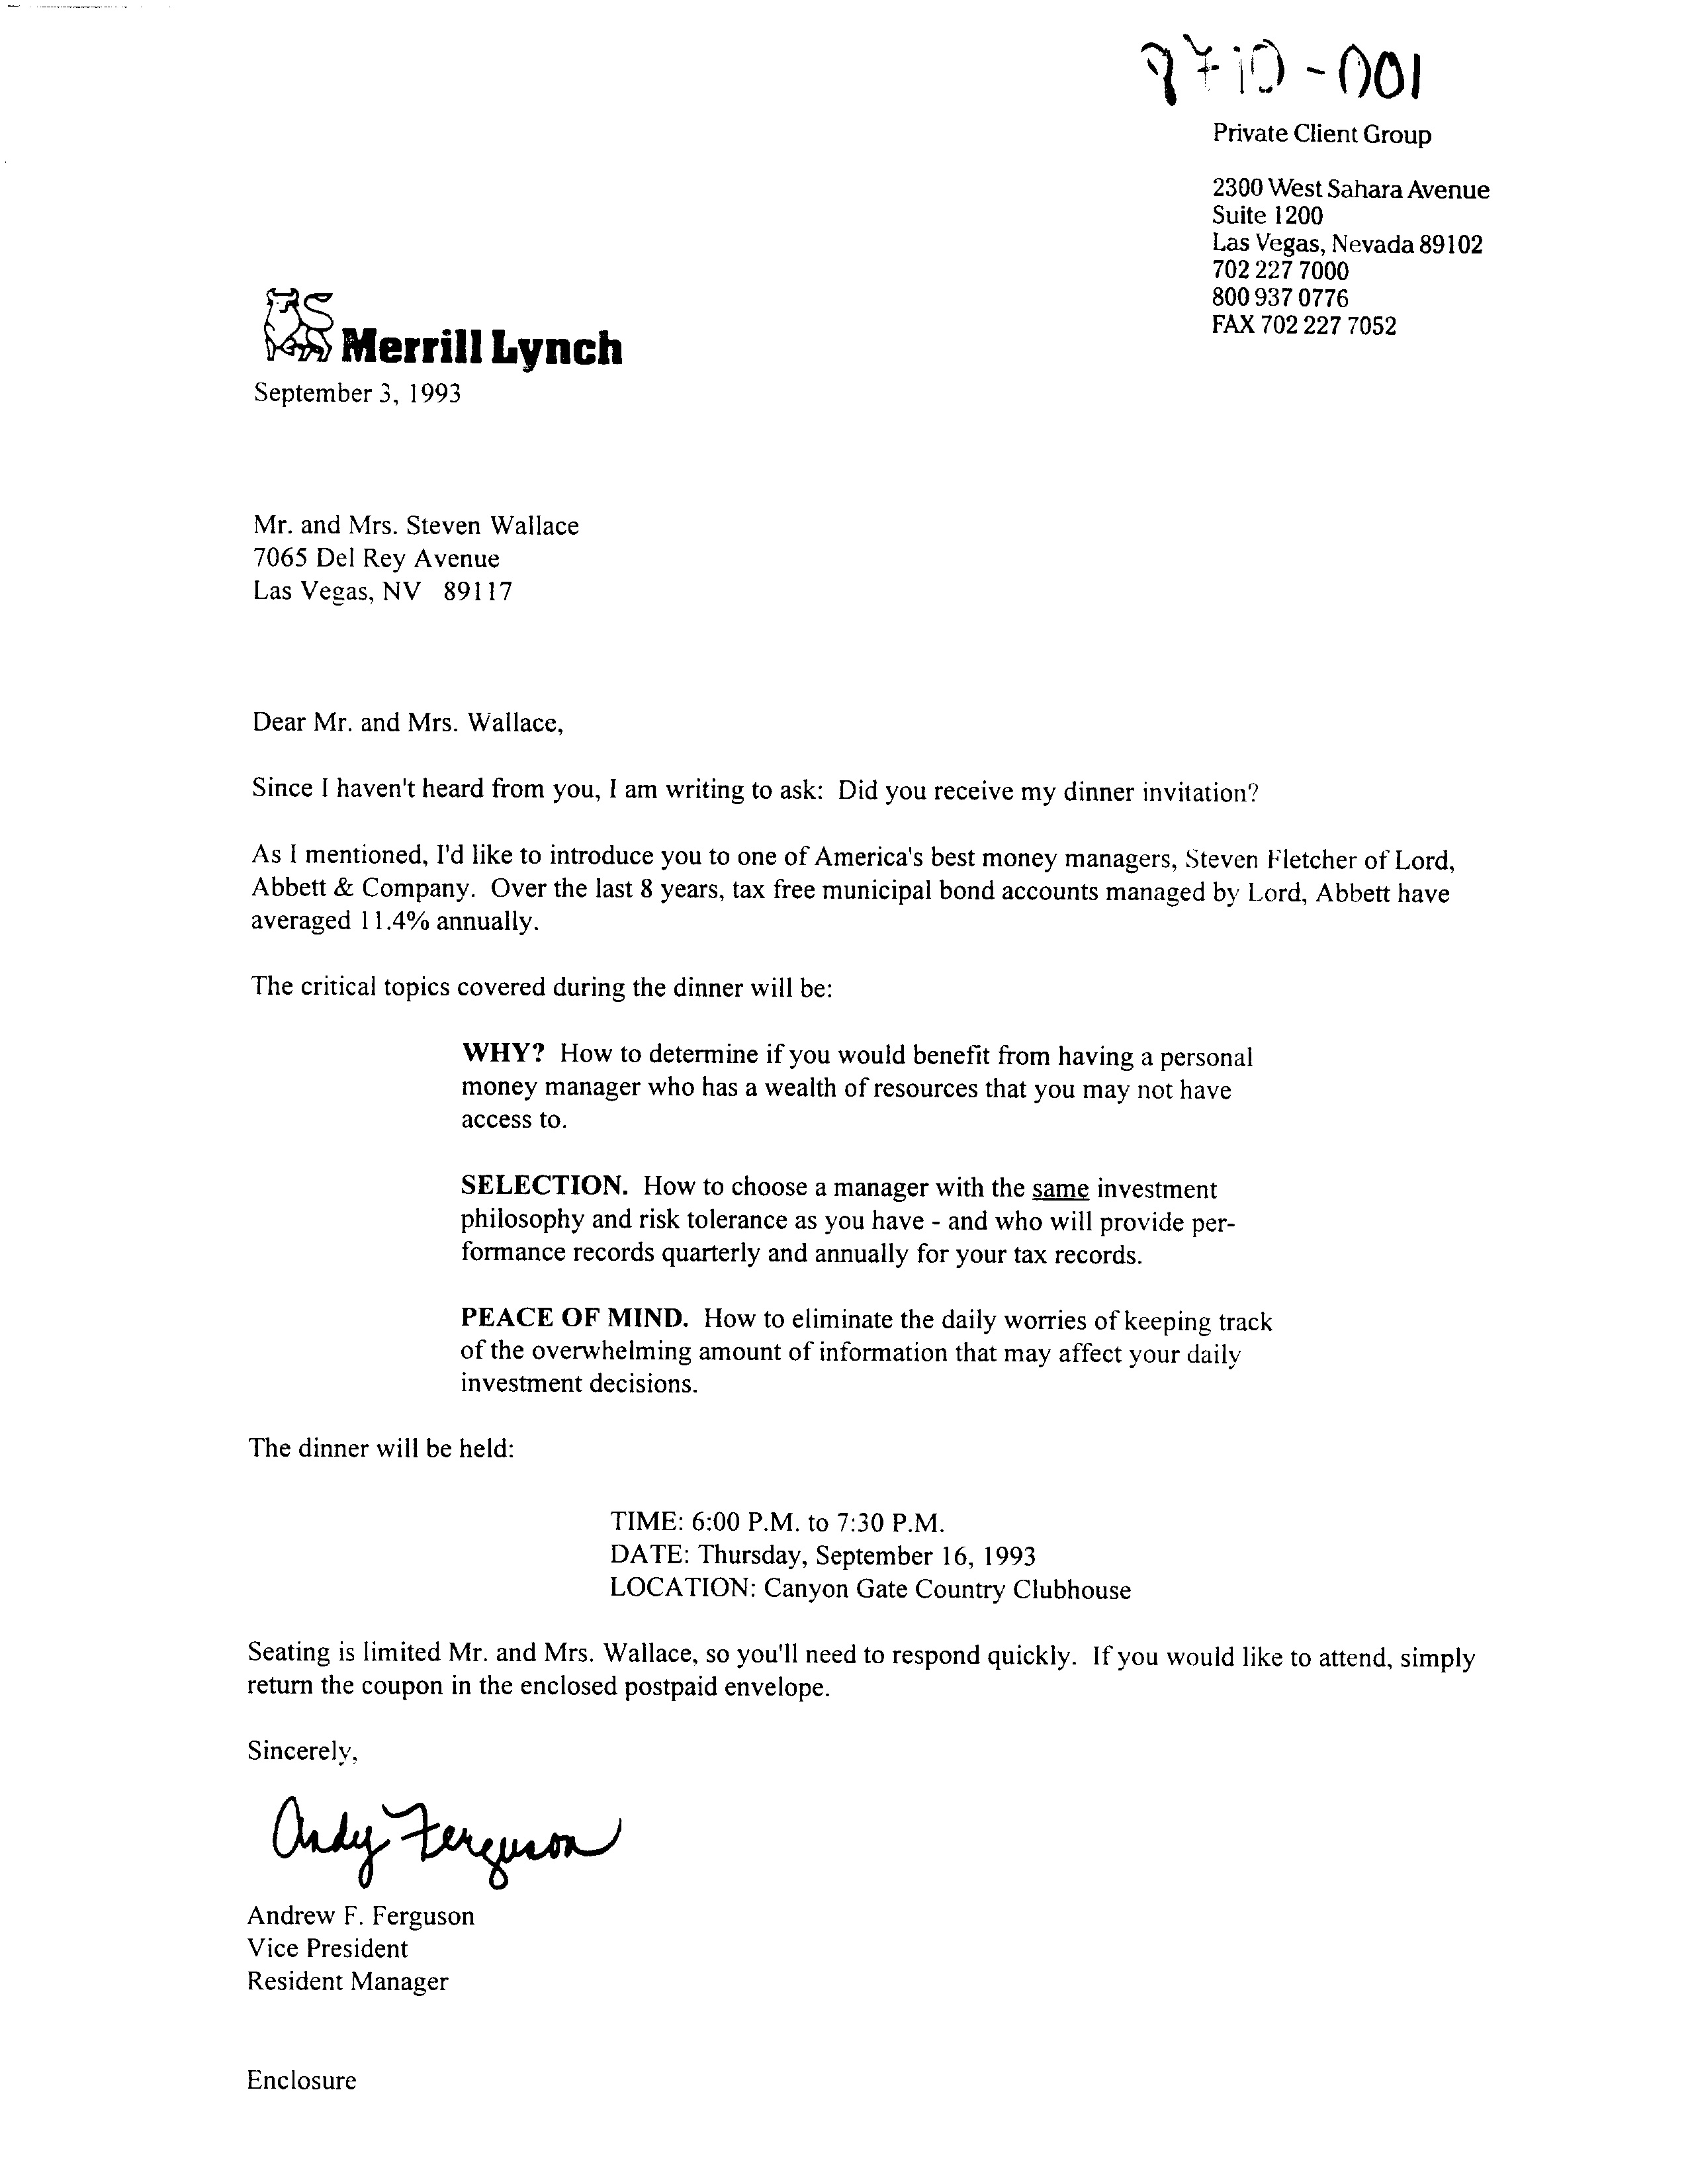 Private Client Group
2300 West Sahara Avenue
Suite 1200
Las Vegas, Nevada 89102
702 227 7000
800 937 0776
FAX 702 227 7052
Merrill Lynch
September 3, 1993
Mr. and Mrs. Steven Wallace
7065 Del Rey Avenue
Las Vegas, NV 89117
Dear Mr. and Mrs. Wallace,
Since I haven't heard from you, I am writing to ask: Did you receive my dinner invitation?
As I mentioned, I'd like to introduce you to one of America's best money managers, Steven Fletcher of Lord,
Abbett & Company. Over the last 8 years, tax free municipal bond accounts managed by Lord, Abbett have
averaged 11.4% annually.
The critical topics covered during the dinner will be:
WHY? How to determine if you would benefit from having a personal
money manager who has a wealth of resources that you may not have
access to.
SELECTION. How to choose a manager with the same investment
philosophy and risk tolerance as you have - and who will provide per-
formance records quarterly and annually for your tax records.
PEACE OF MIND. How to eliminate the daily worries of keeping track
of the overwhelming amount of information that may affect your daily
investment decisions.
The dinner will be held:
TIME: 6:00 P.M. to 7:30 P.M.
DATE: Thursday, September 16, 1993
LOCATION: Canyon Gate Country Clubhouse
Seating is limited Mr. and Mrs. Wallace, so you'll need to respond quickly. If you would like to attend, simply
return the coupon in the enclosed postpaid envelope.
Sincerely,
Andy Ferguson
Andrew F. Ferguson
Vice President
Resident Manager
Enclosure